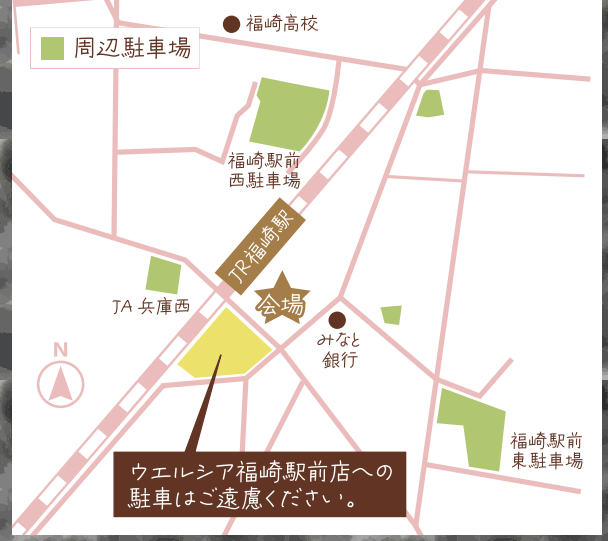 福崎高校
周辺駐車場
福崎駅前
西駐車場
JR福崎駅
会場
JA 兵庫西
みなと
銀行
N
福崎駅前
東駐車場
ウエルシア福崎駅前店への
駐車はご遠慮ください。